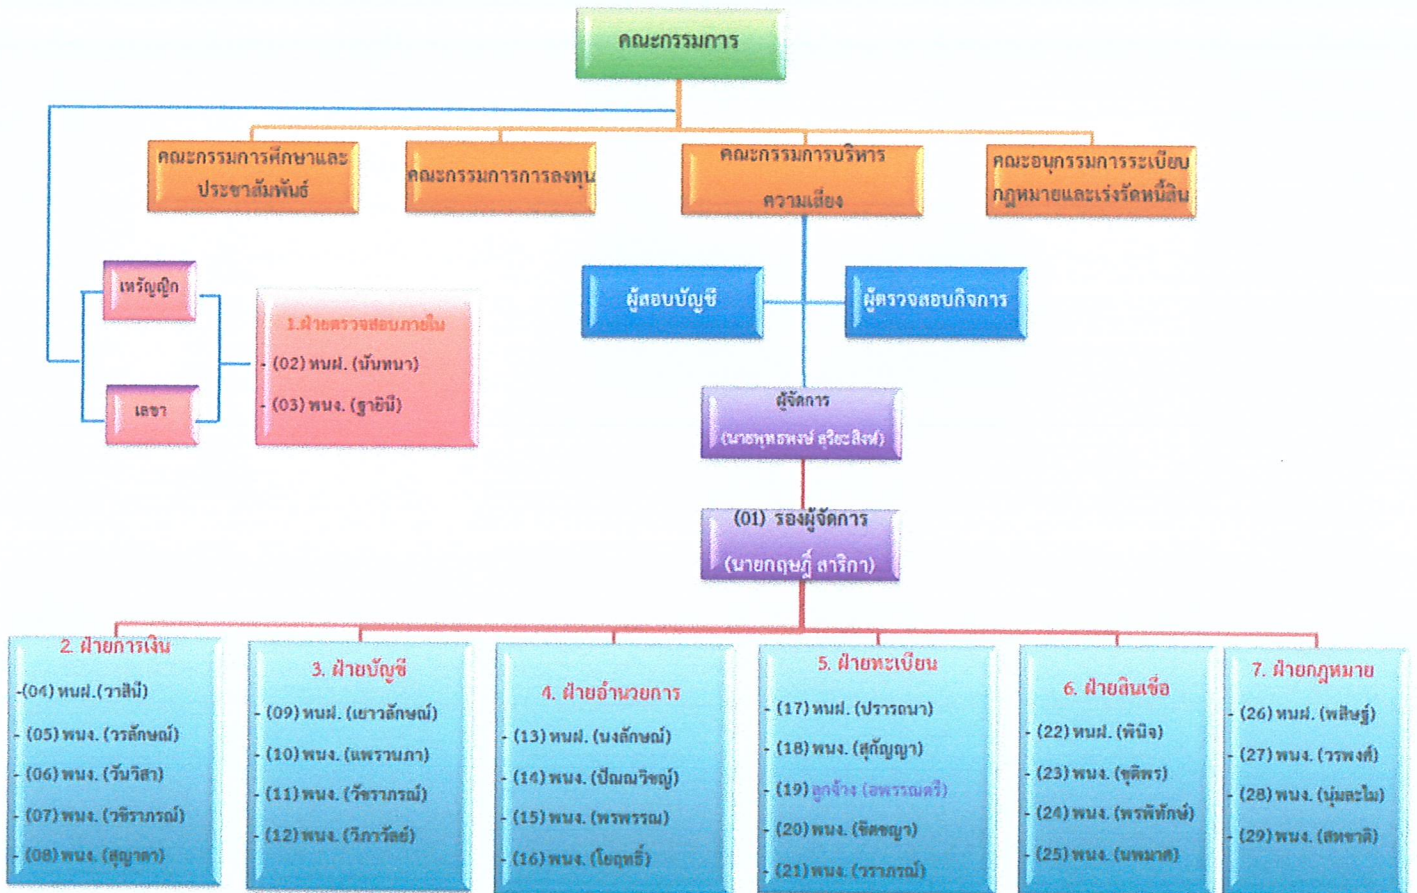 คณะกรรมการ
คณะกรรมการศึกษาและ
ประชาสัมพันธ์
คณะกรรมการการลงทุน
คณะกรรมการบริหาร
ความเสี่ยง
คณะอนุกรรมการระเบียบ
กฎหมายและเร่งรัดหนี้สิน
เหรัญญิก
เลขา
1.ฝ่ายตรวจสอบภายใน
- (02) หนฝ. (นันทนา)
- (03) พนง. (ฐายินี)
ผู้สอบบัญชี
ผู้ตรวจสอบกิจการ
ผู้จัดการ
(นายพุทธพงษ์ สุริยะสิงห์)
(01) รองผู้จัดการ
(นายกฤษฎิ์ สาริกา)
2. ฝ่ายการเงิน
-(04) หนฝ.(วาสินี)
- (05) พนง. (วรลักษณ์)
- (06) พนง. (วันวิสา)
- (07) พนง. (วชิราภรณ์)
- (08) พนง. (สุญาดา)
3. ฝ่ายบัญชี
- (09) หนฝ. (เยาวลักษณ์)
- (10) พนง. (แพรวนภา)
- (11) พนง. (วัชราภรณ์)
- (12) พนง. (วิภาวัลย์)
4. ฝ่ายอำนวยการ
- (13) หนฝ. (นงลักษณ์)
- (14) พนง. (ปัณณวิชญ์)
- (15) พนง. (พรพรรณ)
- (16) พนง. (โยฤทธิ์)
5. ฝ่ายทะเบียน
- (17) หนฝ. (ปรารถนา)
- (18) พนง. (สุกัญญา)
- (19) ลูกจ้าง (อพรรณตรี)
- (20) พนง. (ชิดชญา)
- (21) พนง. (วราภรณ์)
6. ฝ่ายสินเชื่อ
- (22) หนฝ. (พินิจ)
- (23) พนง. (ชุติพร)
- (24) พนง. (พรพิทักษ์)
- (25) พนง. (นพมาศ)
7. ฝ่ายกฎหมาย
- (26) หนฝ. (พสิษฐ์)
- (27) พนง. (วรพงศ์)
- (28) พนง. (นุ่มละไม)
- (29) พนง. (สหชาติ)